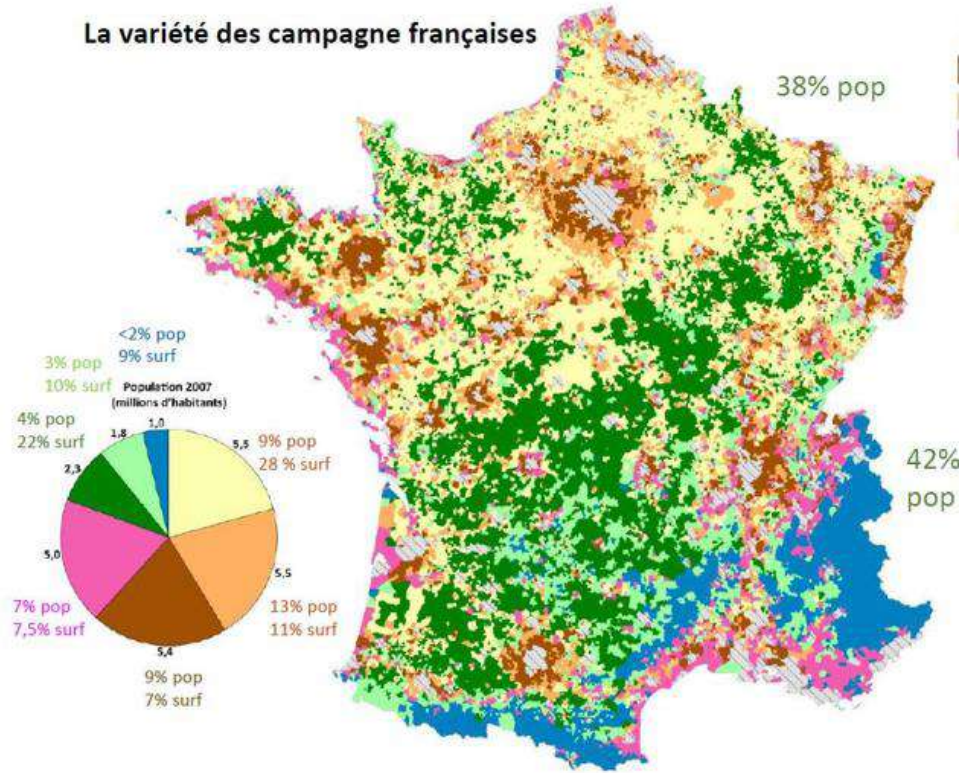 La variété des campagne françaises
38% pop
<2% pop
9% surf
3% pop
10% surf
Population 2007
(millions d'habitants)
4% pop
22% surf
1,0
1,8
2,3
5,5
9% pop
28 % surf
42%
pop
5,0
5,5
7% pop
7,5% surf
13% pop
11% surf
5,4
9% pop
7% surf